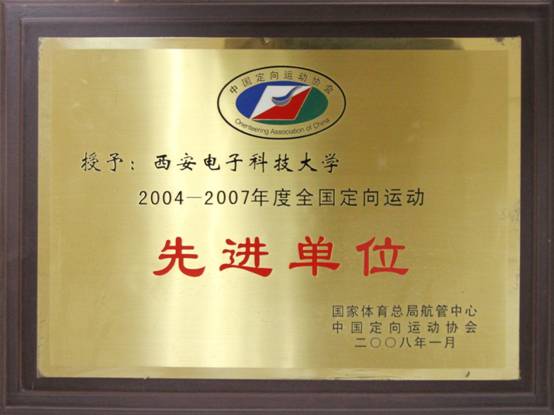 中国定向运动协会
Orienteering Association of China
授予：西安电子科技大学
2004—2007年度全国定向运动
先进单位
国家体育总局航管中心
中国定向运动协会
二〇〇八年一月